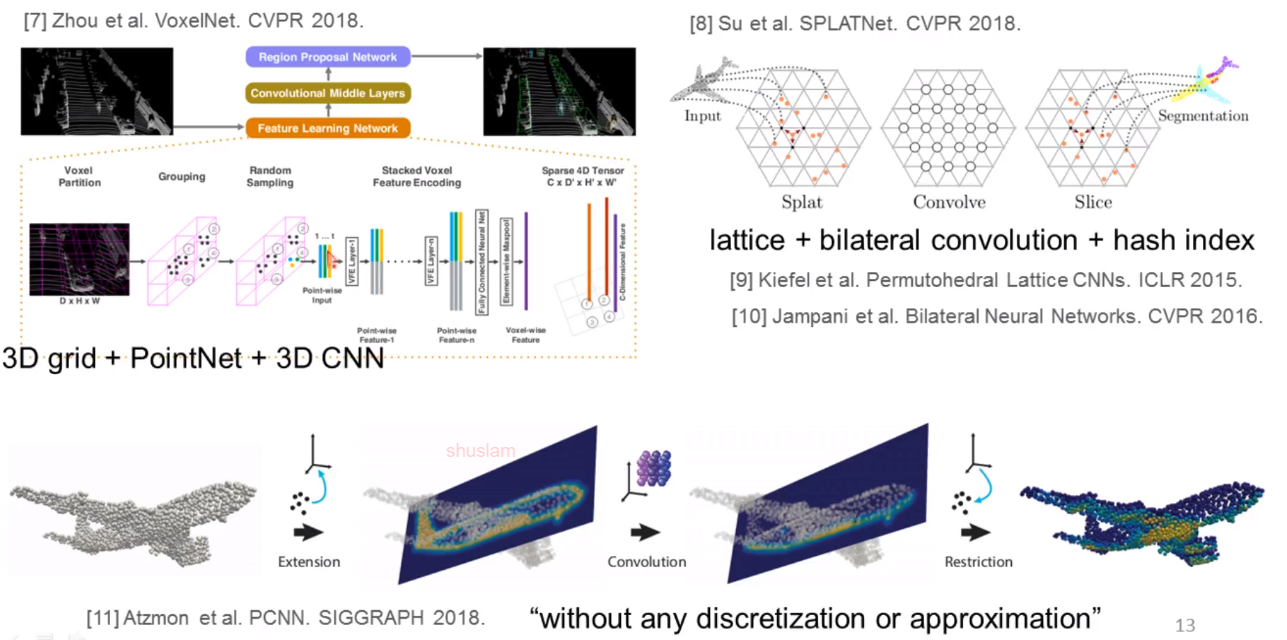 [7] Zhou et al. VoxelNet. CVPR 2018.
Region Proposal Network
Convolutional Middle Layers
Feature Learning Network
Voxel
Partition
Grouping
Random
Sampling
Stacked Voxel
Feature Encoding
Sparse 4D Tensor
C x D' x H' x W'
1 … T
VFE Layer-1
VFE Layer-n
Fully Connected Neural Net
Element-wise Maxpool
C-Dimensional Feature
D x H x W
Point-wise
Input
Point-wise
Feature-1
Point-wise
Feature-n
Voxel-wise
Feature
1
2
3
4
3D grid + PointNet + 3D CNN
[8] Su et al. SPLATNet. CVPR 2018.
Input
Segmentation
Splat
Convolve
Slice
lattice + bilateral convolution + hash index
[9] Kiefel et al. Permutohedral Lattice CNNs. ICLR 2015.
[10] Jampani et al. Bilateral Neural Networks. CVPR 2016.
shuslam
Extension
Convolution
Restriction
[11] Atzmon et al. PCNN. SIGGRAPH 2018.
“without any discretization or approximation”
13